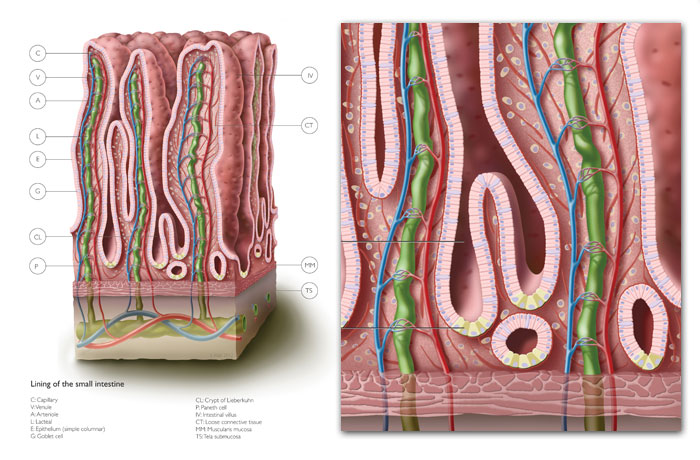 C
V
A
L
E
G
CL
P
IV
CT
MM
TS
Lining of the small intestine
C: Capillary
V: Venule
A: Arteriole
L: Lacteal
E: Epithelium (simple columnar)
G: Goblet cell
CL: Crypt of Lieberkuhn
P: Paneth cell
IV: Intestinal villus
CT: Loose connective tissue
MM: Muscularis mucosa
TS: Tela submucosa